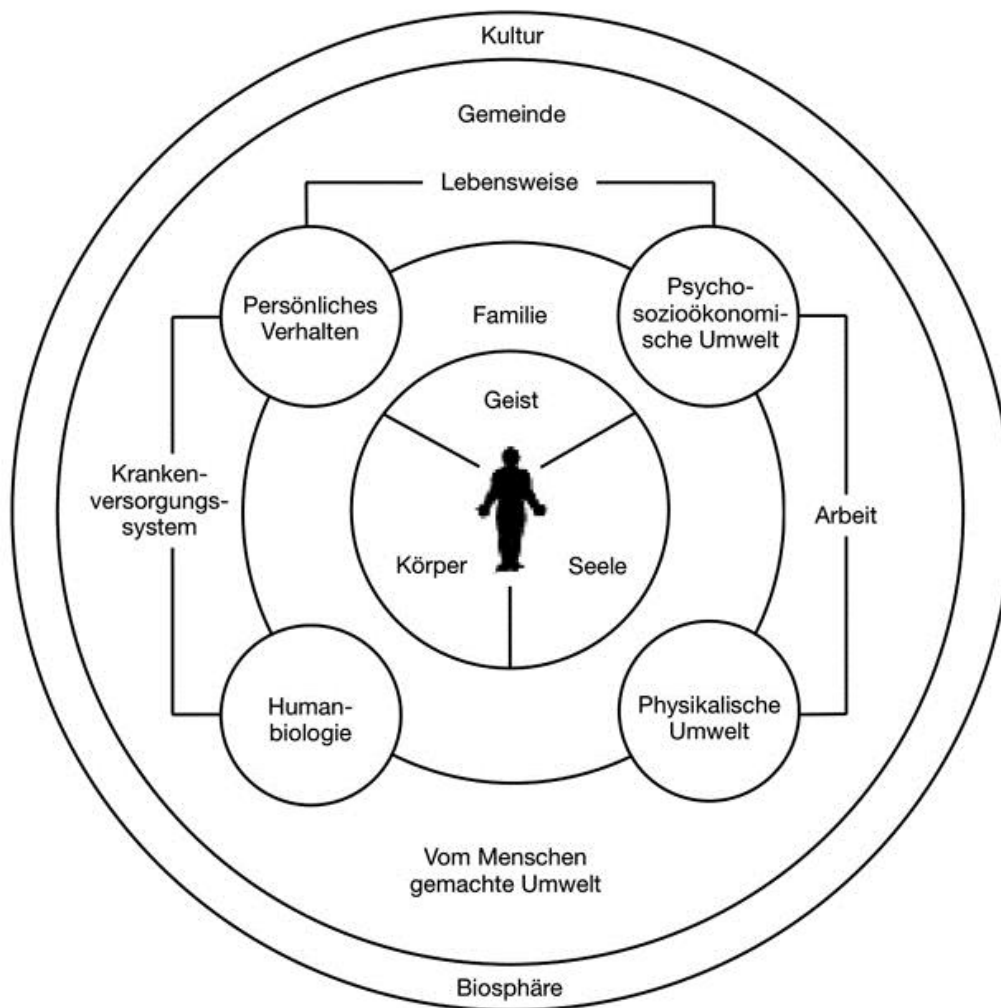 Kultur
Gemeinde
Lebensweise
Persönliches
Verhalten
Psycho-
sozioökonomi-
sche Umwelt
Familie
Geist
Kranken-
versorgungs-
system
Arbeit
Körper
Seele
Human-
biologie
Physikalische
Umwelt
Vom Menschen
gemachte Umwelt
Biosphäre